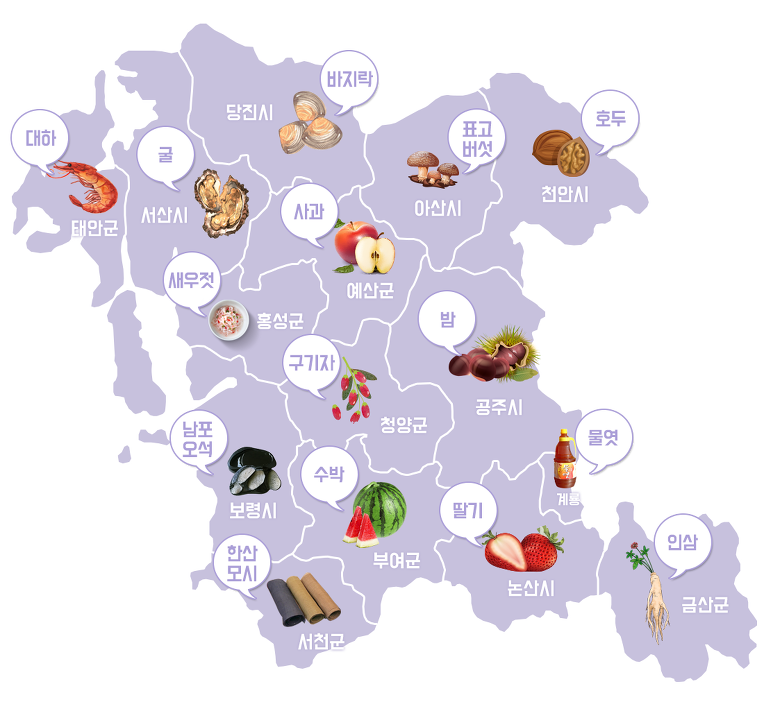 바지락
당진시
대하
태안군
굴
서산시
표고
버섯
아산시
호두
천안시
사과
예산군
새우젓
홍성군
밤
공주시
구기자
청양군
남포
오석
보령시
수박
부여군
물엿
계룡
딸기
논산시
한산
모시
서천군
인삼
금산군